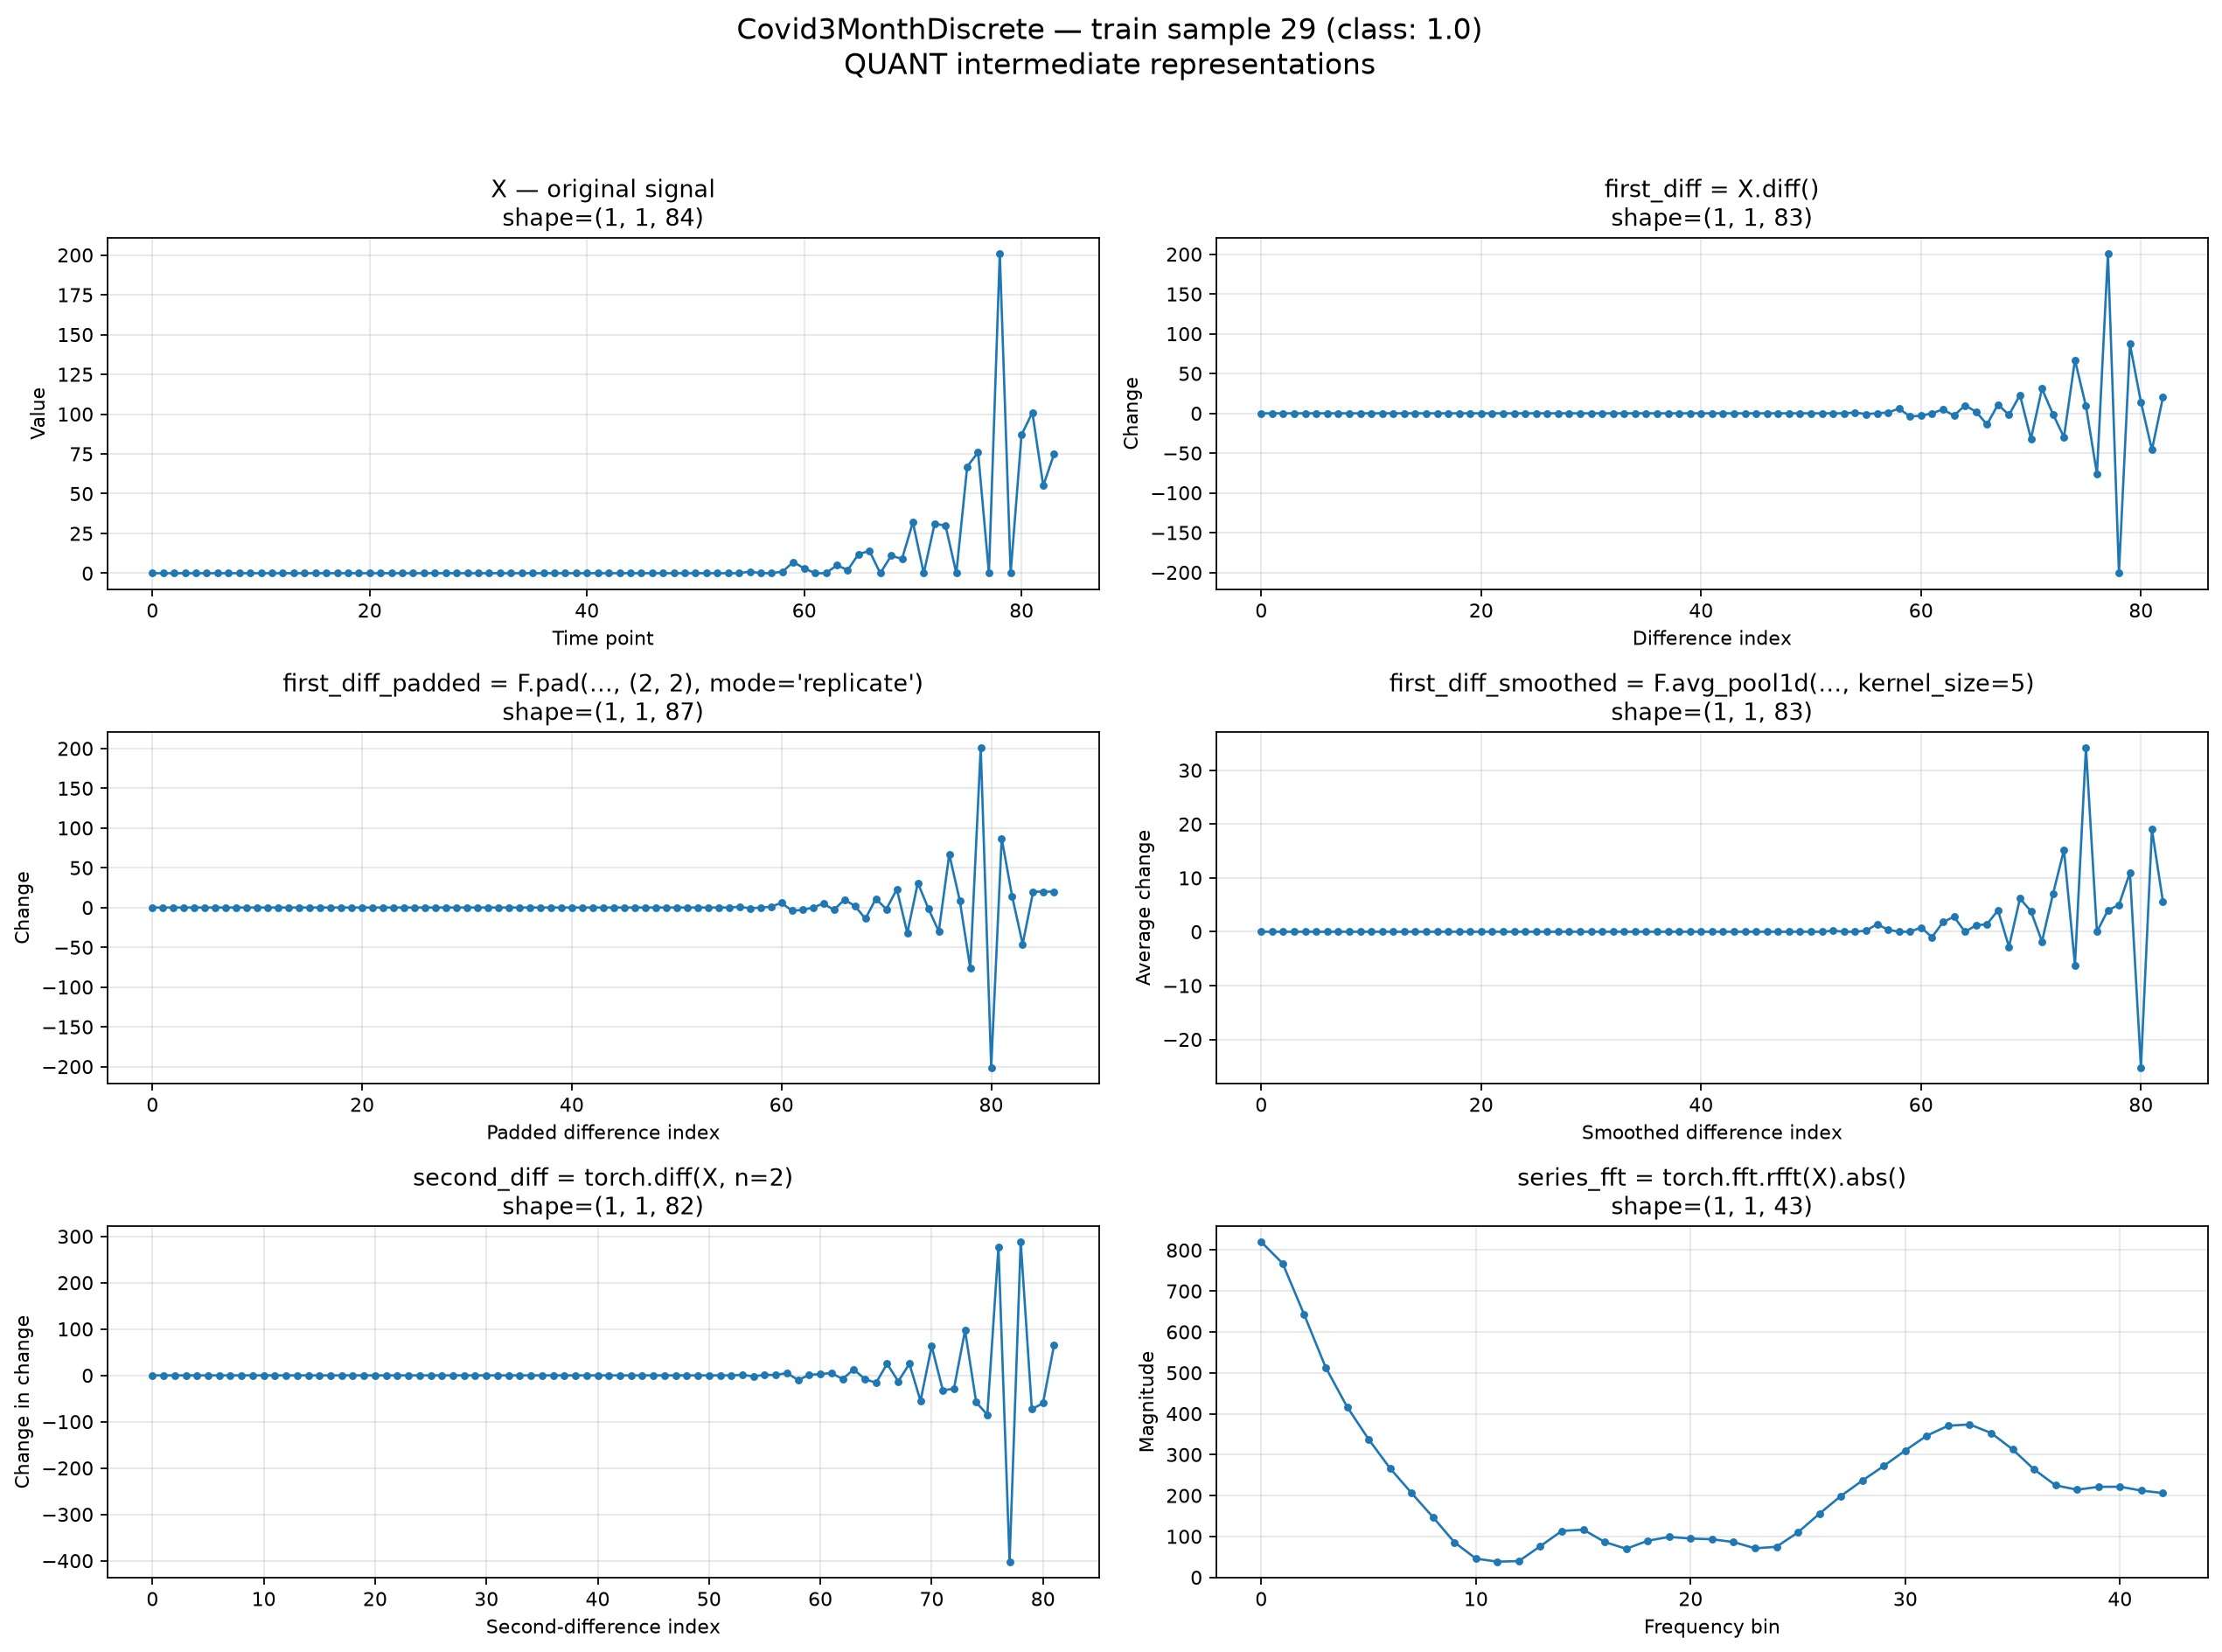 Covid3MonthDiscrete — train sample 29 (class: 1.0)
QUANT intermediate representations
X — original signal
shape=(1, 1, 84)
200
175
150
125
100
75
50
25
0
Value
0 20 40 60 80
Time point
first_diff = X.diff()
shape=(1, 1, 83)
200
150
100
50
0
−50
−100
−150
−200
Change
0 20 40 60 80
Difference index
first_diff_padded = F.pad(..., (2, 2), mode='replicate')
shape=(1, 1, 87)
200
150
100
50
0
−50
−100
−150
−200
Change
0 20 40 60 80
Padded difference index
first_diff_smoothed = F.avg_pool1d(..., kernel_size=5)
shape=(1, 1, 83)
30
20
10
0
−10
−20
Average change
0 20 40 60 80
Smoothed difference index
second_diff = torch.diff(X, n=2)
shape=(1, 1, 82)
300
200
100
0
−100
−200
−300
−400
Change in change
0 10 20 30 40 50 60 70 80
Second-difference index
series_fft = torch.fft.rfft(X).abs()
shape=(1, 1, 43)
800
700
600
500
400
300
200
100
0
Magnitude
0 10 20 30 40
Frequency bin